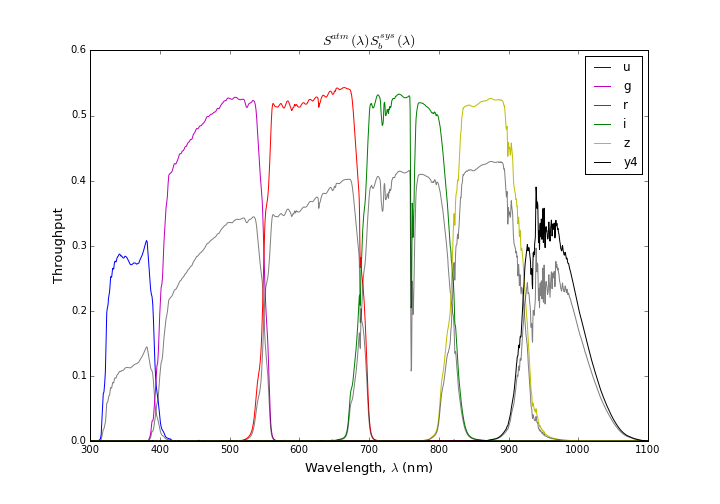 S^{atm}(λ)S_b^{sys}(λ)
0.6
0.5
0.4
0.3
0.2
0.1
0.0
Throughput
300 400 500 600 700 800 900 1000 1100
Wavelength, λ (nm)
u
g
r
i
z
y4